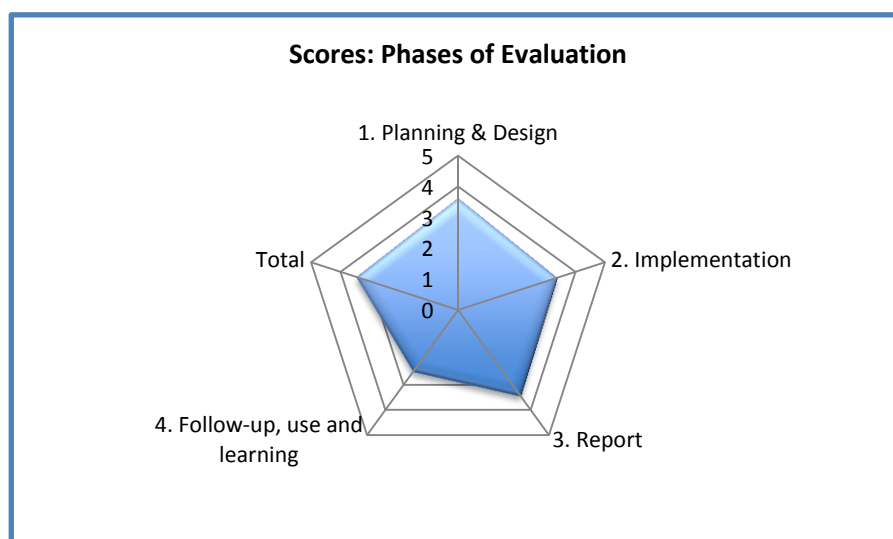 Scores: Phases of Evaluation
1. Planning & Design
5
4
3
2
1
0
Total
2. Implementation
4. Follow-up, use and
learning
3. Report